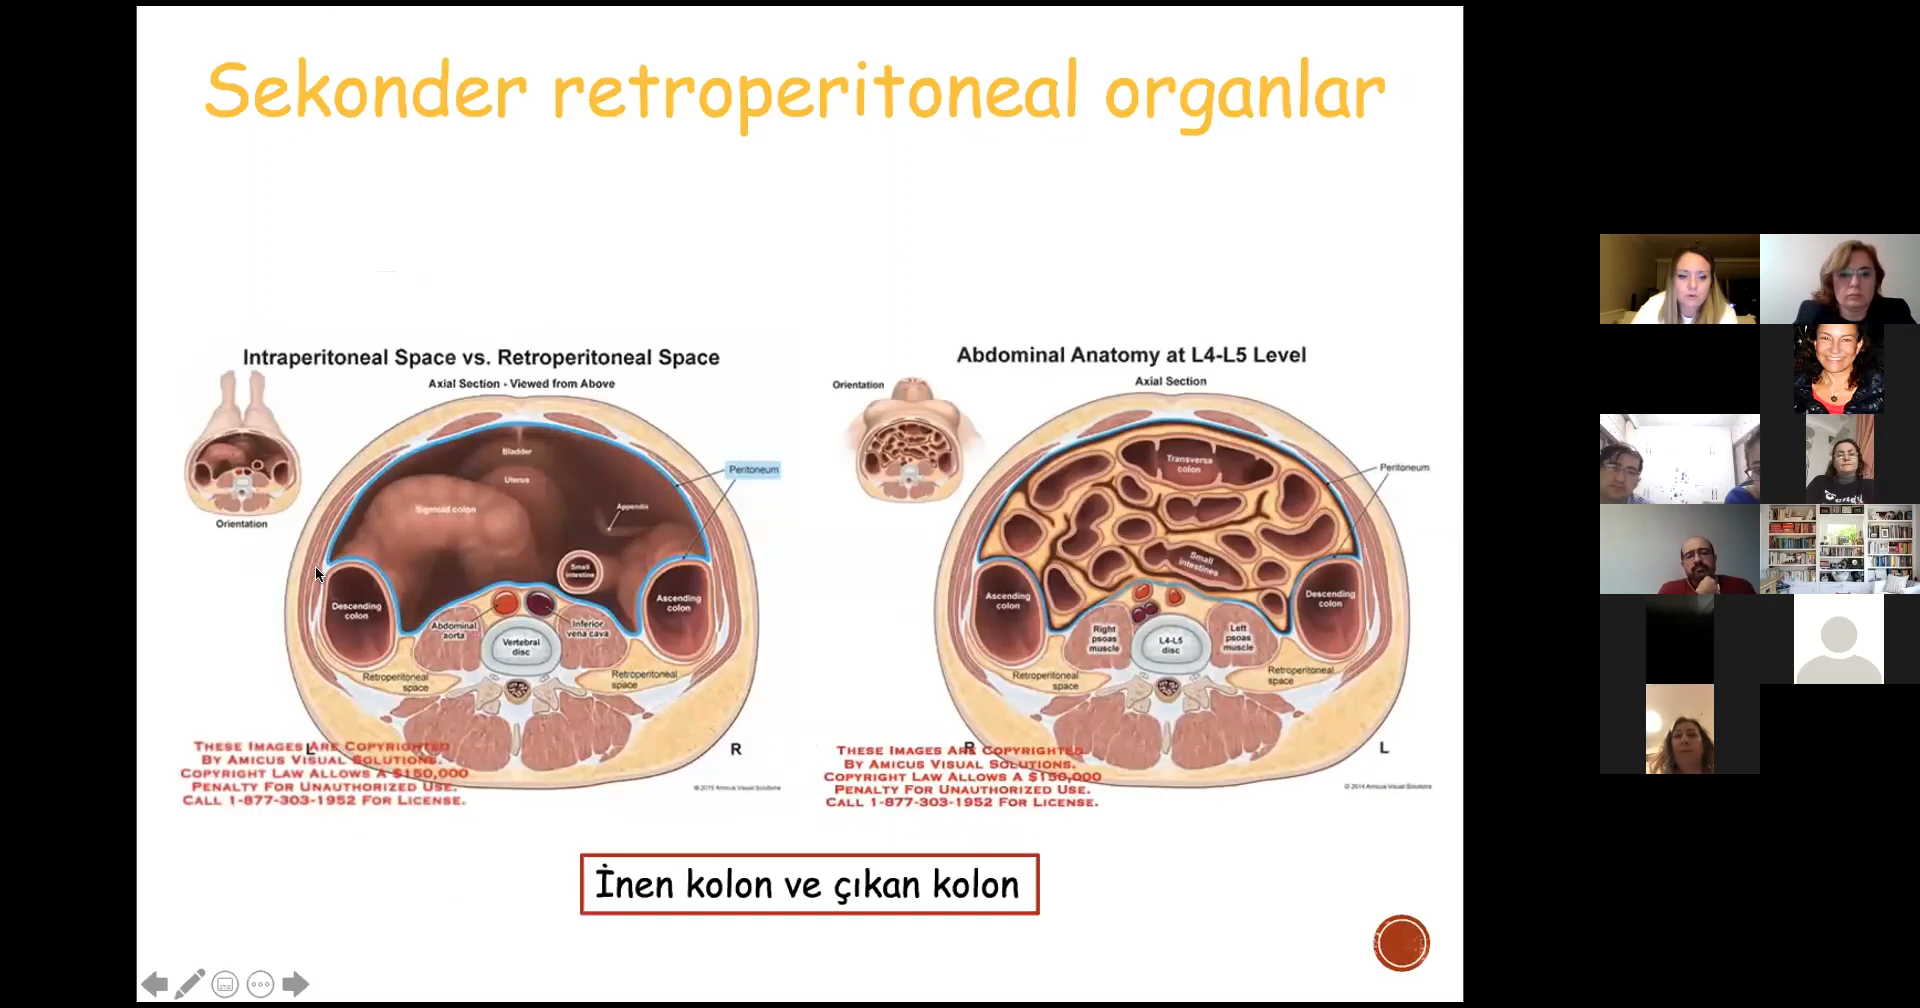 Sekonder retroperitoneal organlar
Intraperitoneal Space vs. Retroperitoneal Space
Axial Section - Viewed from Above
Orientation
Bladder
Uterus
Sigmoid colon
Appendix
Peritoneum
Small
intestine
Descending
colon
Ascending
colon
Abdominal
aorta
Inferior
vena cava
Vertebral
disc
Retroperitoneal
space
Retroperitoneal
space
L
R
THESE IMAGES ARE COPYRIGHTED
BY AMICUS VISUAL SOLUTIONS.
COPYRIGHT LAW ALLOWS A $150,000
PENALTY FOR UNAUTHORIZED USE.
CALL 1-877-303-1952 FOR LICENSE.
© 2015 Amicus Visual Solutions
Abdominal Anatomy at L4-L5 Level
Axial Section
Orientation
Transverse
colon
Peritoneum
Small
intestines
Ascending
colon
Descending
colon
Right
psoas
muscle
L4-L5
disc
Left
psoas
muscle
Retroperitoneal
space
Retroperitoneal
space
R
L
THESE IMAGES ARE COPYRIGHTED
BY AMICUS VISUAL SOLUTIONS.
COPYRIGHT LAW ALLOWS A $150,000
PENALTY FOR UNAUTHORIZED USE.
CALL 1-877-303-1952 FOR LICENSE.
© 2014 Amicus Visual Solutions
İnen kolon ve çıkan kolon